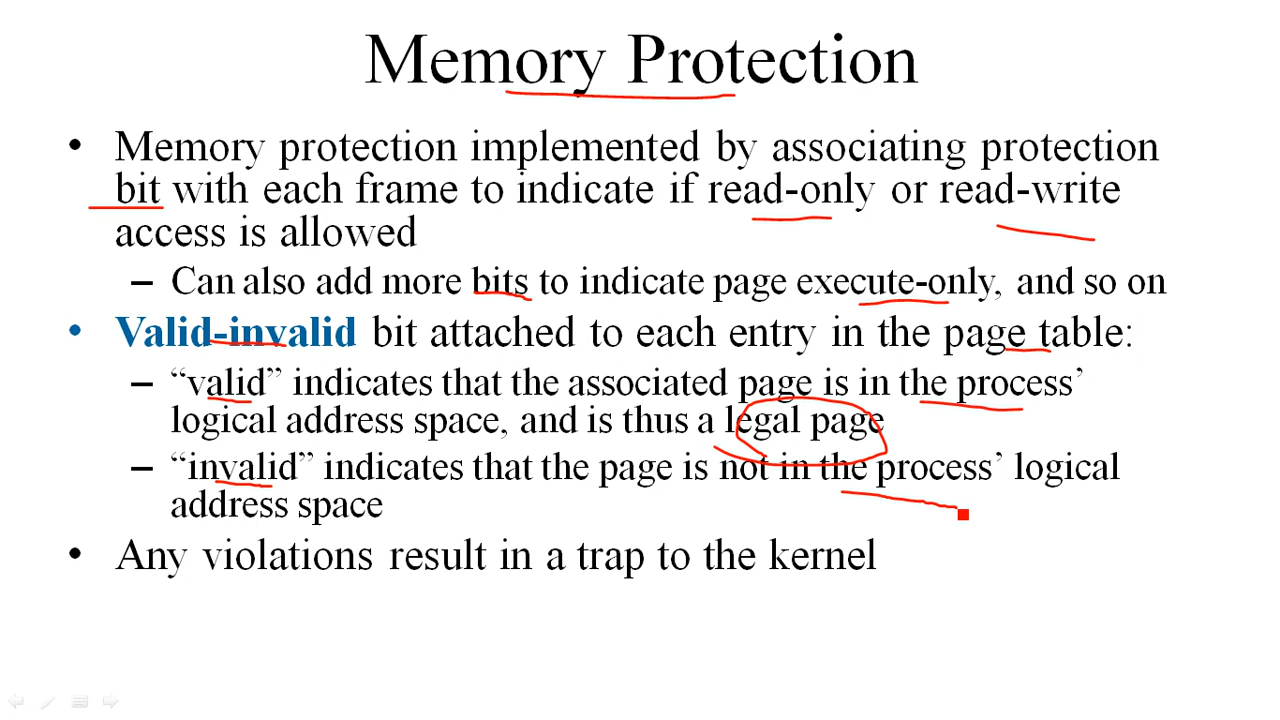 Memory Protection
• Memory protection implemented by associating protection
bit with each frame to indicate if read-only or read-write
access is allowed
– Can also add more bits to indicate page execute-only, and so on
• Valid-invalid bit attached to each entry in the page table:
– “valid” indicates that the associated page is in the process’
logical address space, and is thus a legal page
– “invalid” indicates that the page is not in the process’ logical
address space
• Any violations result in a trap to the kernel